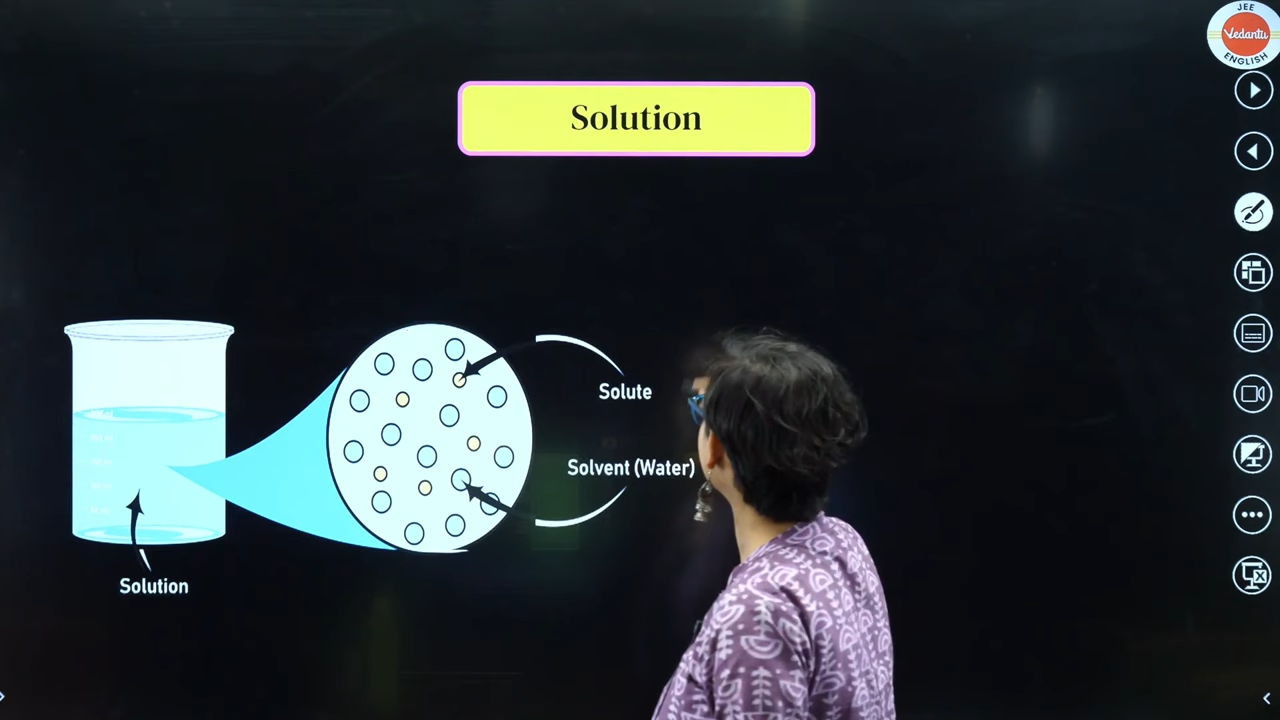 JEE
Vedantu
ENGLISH
Solution
Solute
Solvent (Water)
Solution